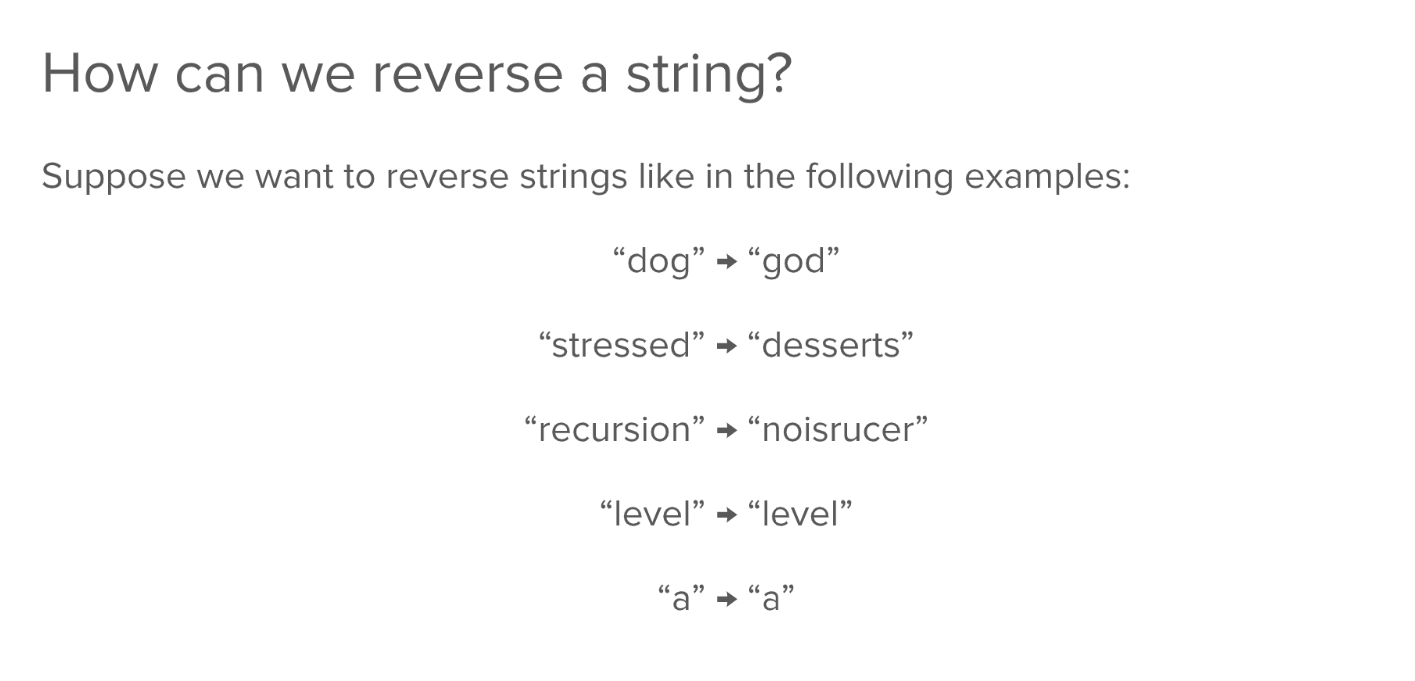 How can we reverse a string?
Suppose we want to reverse strings like in the following examples:
“dog” ➡ “god”
“stressed” ➡ “desserts”
“recursion” ➡ “noisrucer”
“level” ➡ “level”
“a” ➡ “a”